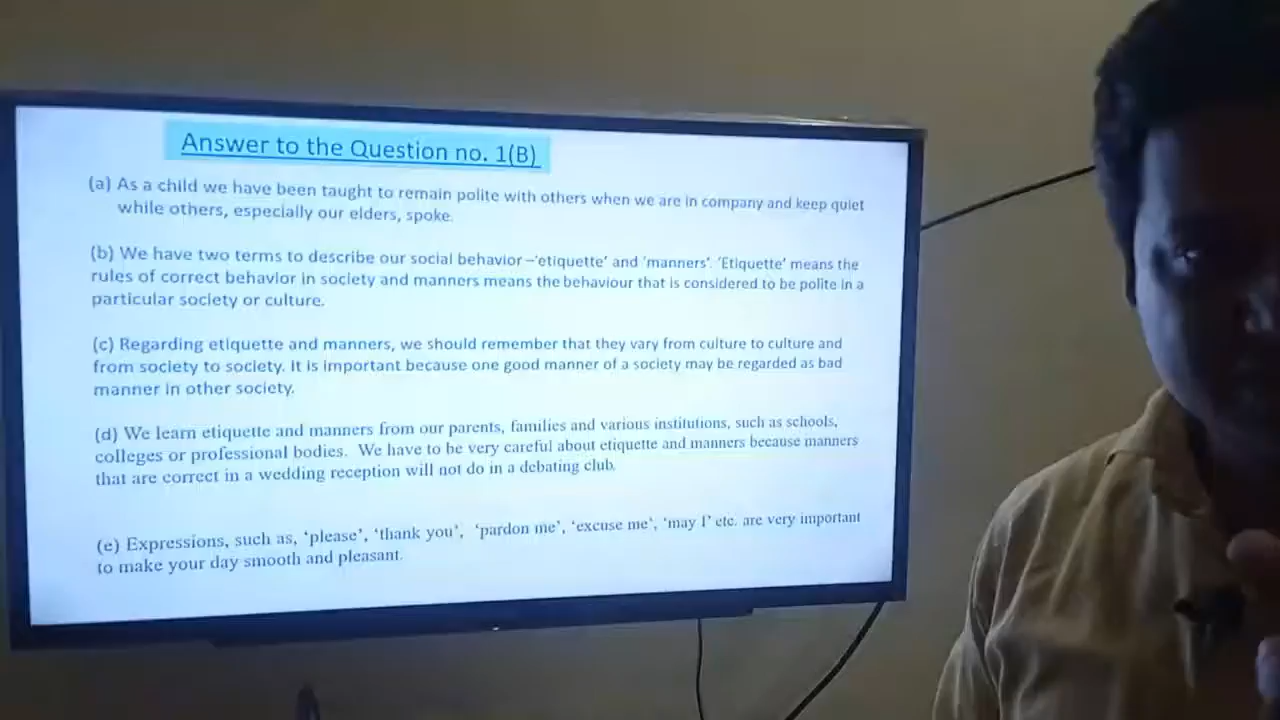 Answer to the Question no. 1(B)
(a) As a child we have been taught to remain polite with others when we are in company and keep quiet
while others, especially our elders, spoke.
(b) We have two terms to describe our social behavior –‘etiquette’ and ‘manners’. ‘Etiquette’ means the
rules of correct behavior in society and manners means the behaviour that is considered to be polite in a
particular society or culture.
(c) Regarding etiquette and manners, we should remember that they vary from culture to culture and
from society to society. It is important because one good manner of a society may be regarded as bad
manner in other society.
(d) We learn etiquette and manners from our parents, families and various institutions, such as schools,
colleges or professional bodies. We have to be very careful about etiquette and manners because manners
that are correct in a wedding reception will not do in a debating club.
(e) Expressions, such as, ‘please’, ‘thank you’, ‘pardon me’, ‘excuse me’, ‘may I’ etc. are very important
to make your day smooth and pleasant.